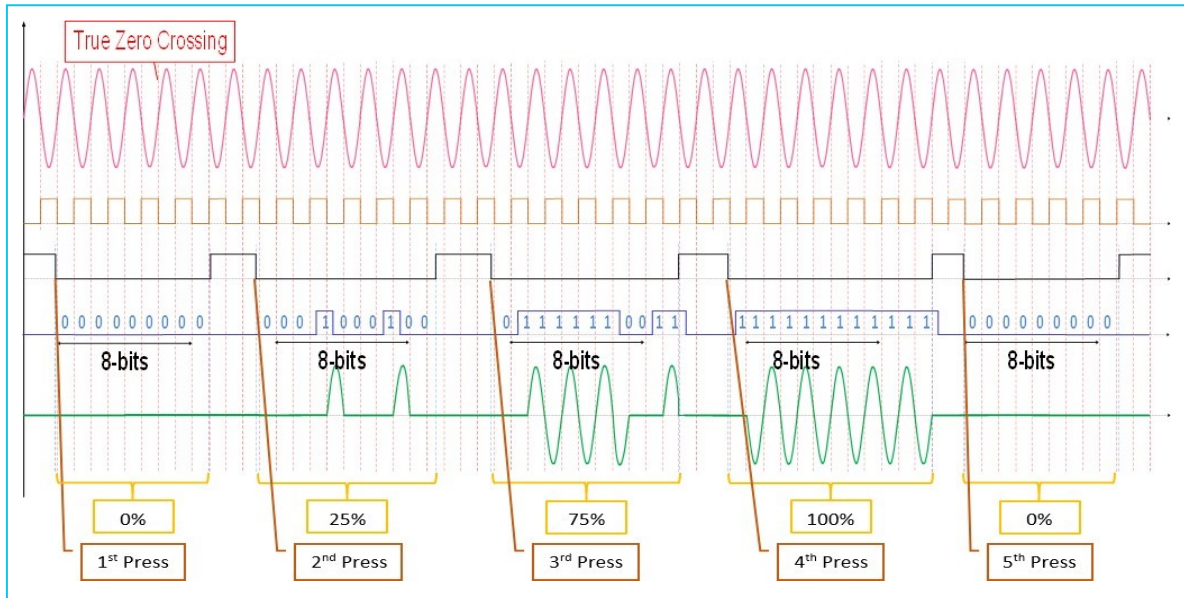 True Zero Crossing
0 0 0 0 0 0 0 0 0
0 0 0 1 0 0 0 1 0 0
0 1 1 1 1 1 1 0 0 1 1
1 1 1 1 1 1 1 1 1 1 1 1
0 0 0 0 0 0 0 0 0
8-bits
8-bits
8-bits
8-bits
8-bits
0%
25%
75%
100%
0%
1st Press
2nd Press
3rd Press
4th Press
5th Press